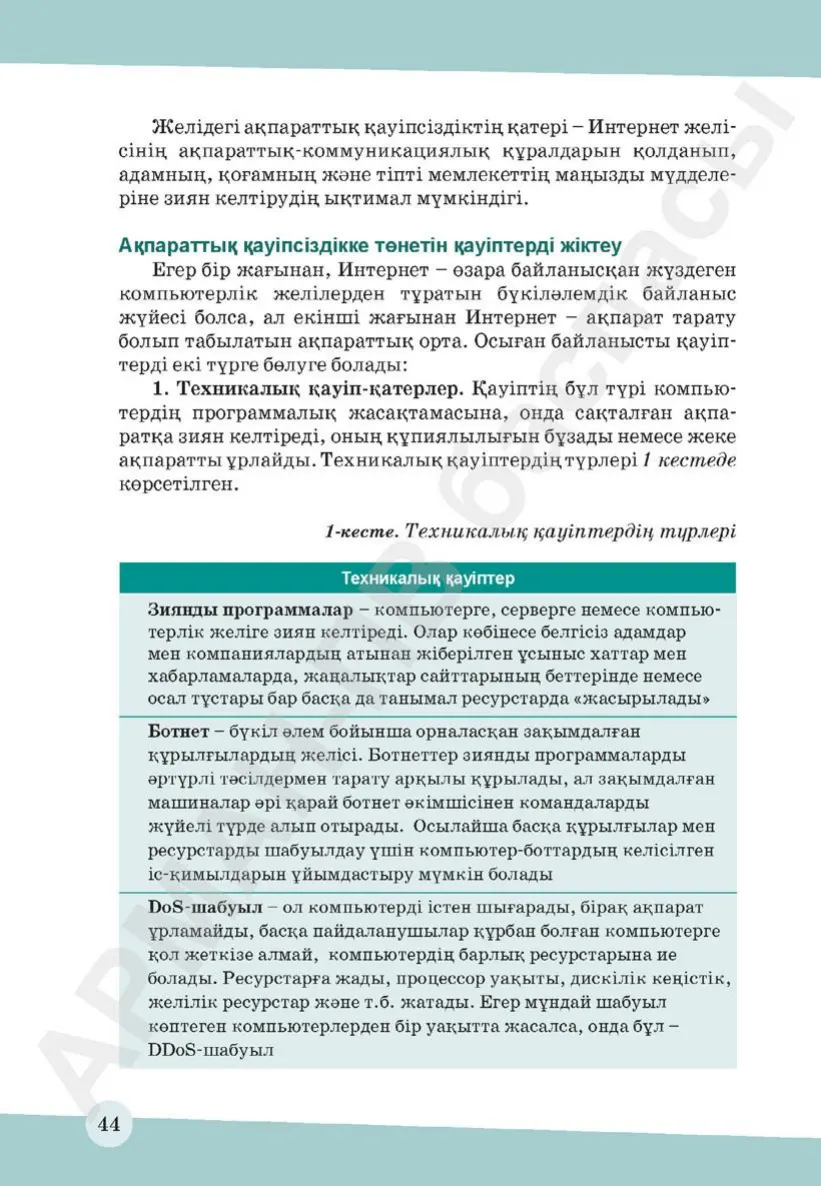 Желідегі ақпараттық қауіпсіздіктің қатері – Интернет желі-
сінің ақпараттық-коммуникациялық құралдарын қолданып,
адамның, қоғамның және тіпті мемлекеттің маңызды мүдделе-
ріне зиян келтірудің ықтимал мүмкіндігі.
Ақпараттық қауіпсіздікке төнетін қауіптерді жіктеу
Егер бір жағынан, Интернет – өзара байланысқан жүздеген
компьютерлік желілерден тұратын бүкіләлемдік байланыс
жүйесі болса, ал екінші жағынан Интернет – ақпарат тарату
болып табылатын ақпараттық орта. Осыған байланысты қауіп-
терді екі түрге бөлуге болады:
1. Техникалық қауіп-қатерлер. Қауіптің бұл түрі компью-
тердің программалық жасақтамасына, онда сақталған ақпа-
ратқа зиян келтіреді, оның құпиялылығын бұзады немесе жеке
ақпаратты ұрлайды. Техникалық қауіптердің түрлері 1 кестеде
көрсетілген.
1-кесте. Техникалық қауіптердің түрлері
Техникалық қауіптер
Зиянды программалар – компьютерге, серверге немесе компью-
терлік желіге зиян келтіреді. Олар көбінесе белгісіз адамдар
мен компаниялардың атынан жіберілген ұсыныс хаттар мен
хабарламаларда, жаңалықтар сайттарының беттерінде немесе
осал тұстары бар басқа да танымал ресурстарда «жасырылады»
Ботнет – бүкіл әлем бойынша орналасқан зақымдалған
құрылғылардың желісі. Ботнеттер зиянды программаларды
әртүрлі тәсілдермен тарату арқылы құрылады, ал зақымдалған
машиналар әрі қарай ботнет әкімшісінен командаларды
жүйелі түрде алып отырады. Осылайша басқа құрылғылар мен
ресурстарды шабуылдау үшін компьютер-боттардың келісілген
іс-қимылдарын ұйымдастыру мүмкін болады
DoS-шабуыл – ол компьютерді істен шығарады, бірақ ақпарат
ұрламайды, басқа пайдаланушылар құрбан болған компьютерге
қол жеткізе алмай, компьютердің барлық ресурстарына ие
болады. Ресурстарға жады, процессор уақыты, дискілік кеңістік,
желілік ресурстар және т.б. жатады. Егер мұндай шабуыл
көптеген компьютерлерден бір уақытта жасалса, онда бұл –
DDoS-шабуыл
44
АРМАН-ПВ баспасы